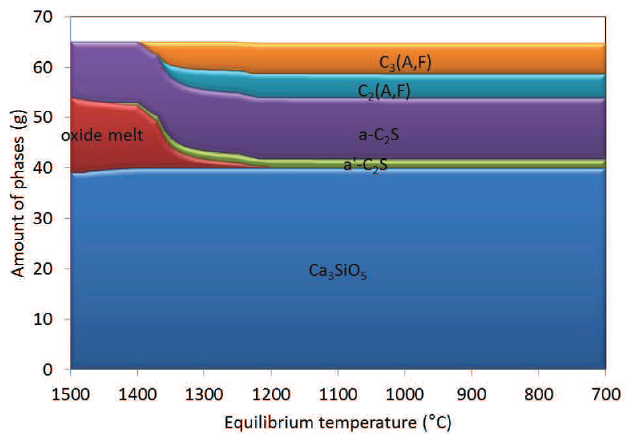 70
60
50
40
30
20
10
0
Amount of phases (g)
C₃(A,F)
C₂(A,F)
a-C₂S
oxide melt
a'-C₂S
Ca₃SiO₅
1500 1400 1300 1200 1100 1000 900 800 700
Equilibrium temperature (°C)